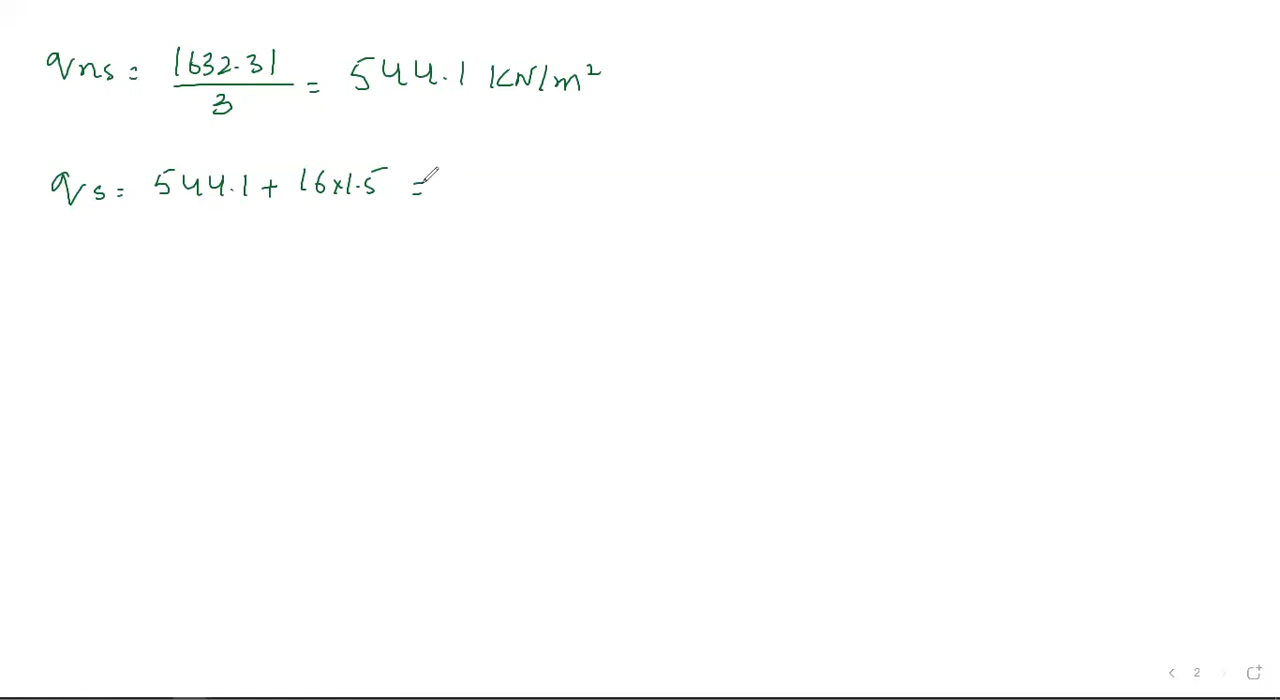 qns = 1632.31/3 = 544.1 KN/m²
qs = 544.1 + 16×1.5 =
2